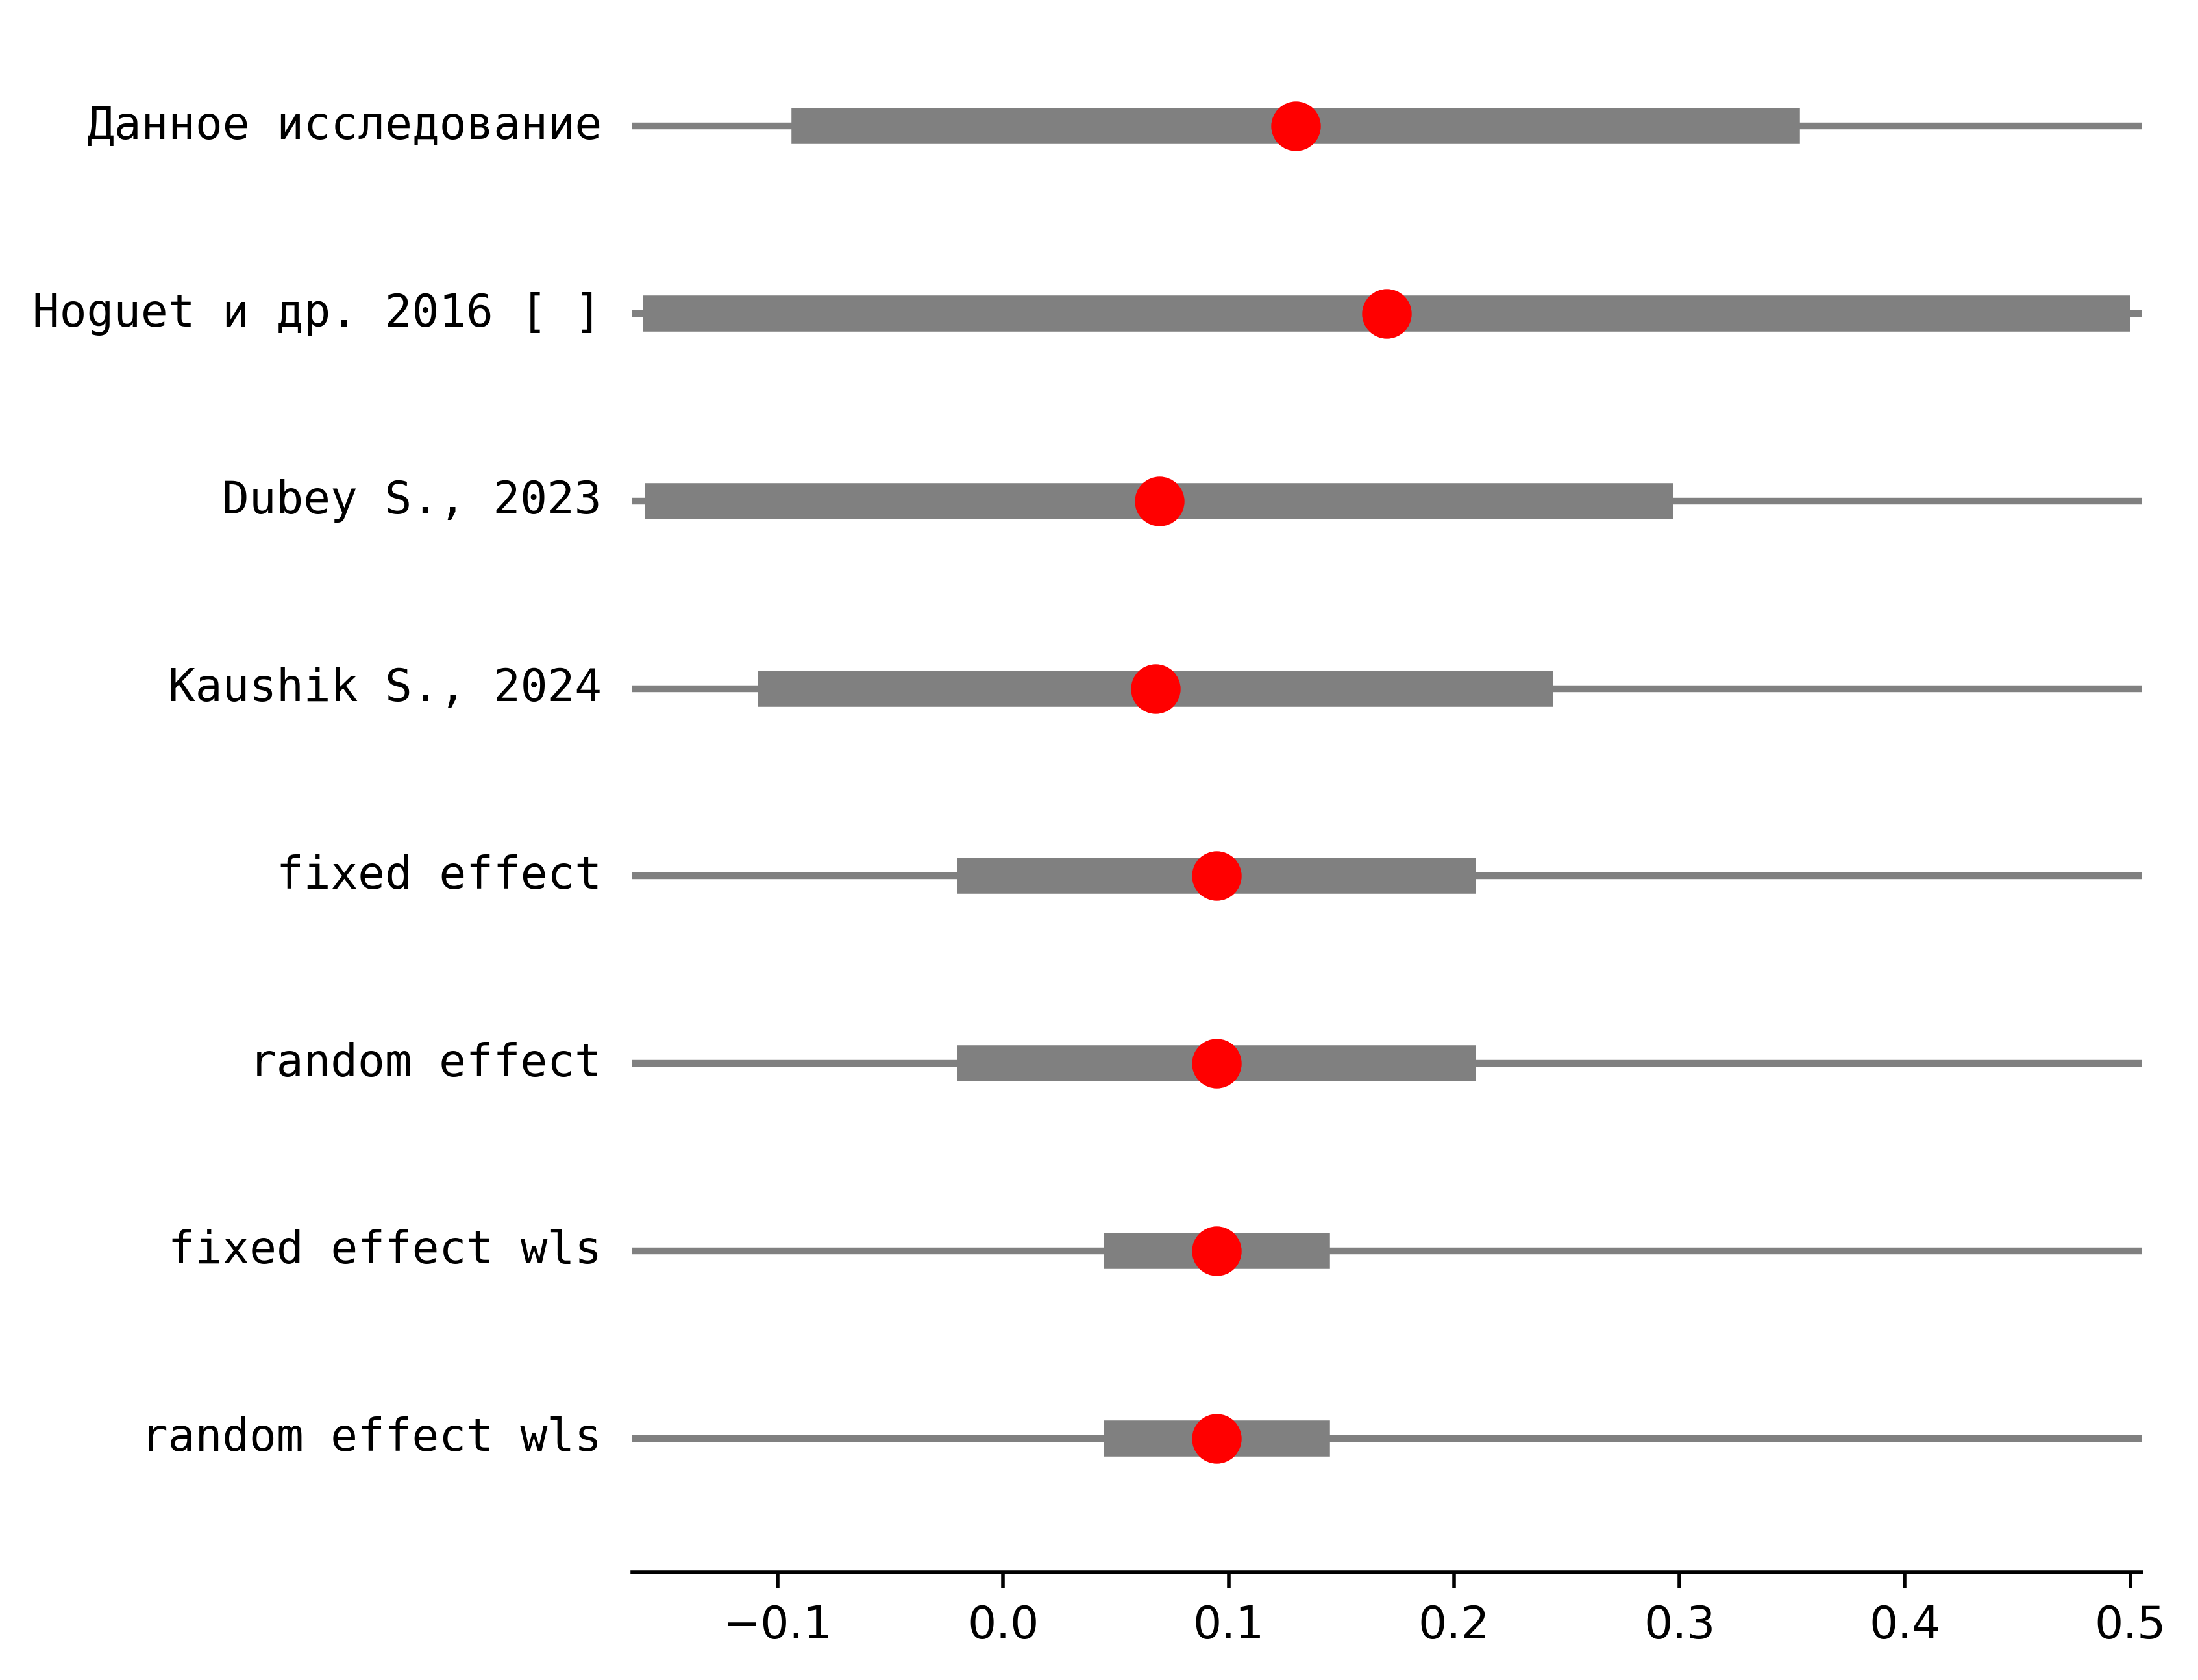 Данное исследование
Hoguet и др. 2016 [ ]
Dubey S., 2023
Kaushik S., 2024
fixed effect
random effect
fixed effect wls
random effect wls
−0.1 0.0 0.1 0.2 0.3 0.4 0.5